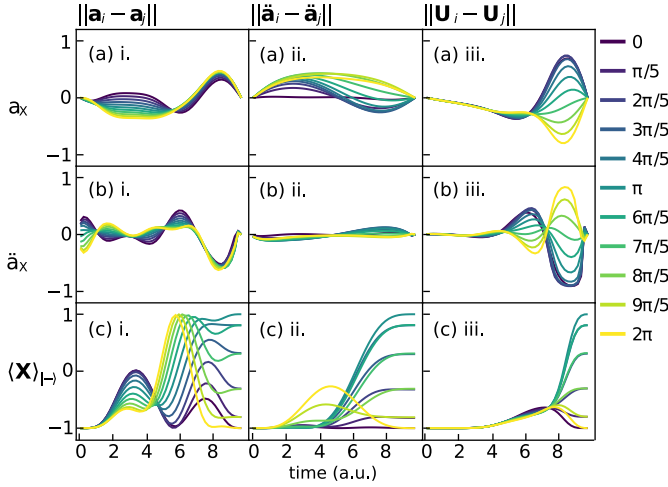 ||a_i − a_j|| ||ä_i − ä_j|| ||U_i − U_j||
1 (a) i. (a) ii. (a) iii.
a_X 0
−1
1 (b) i. (b) ii. (b) iii.
ä_X 0
−1
1 (c) i. (c) ii. (c) iii.
⟨X⟩_|−⟩ 0
−1
0 2 4 6 8 0 2 4 6 8 0 2 4 6 8
time (a.u.)
0
π/5
2π/5
3π/5
4π/5
π
6π/5
7π/5
8π/5
9π/5
2π